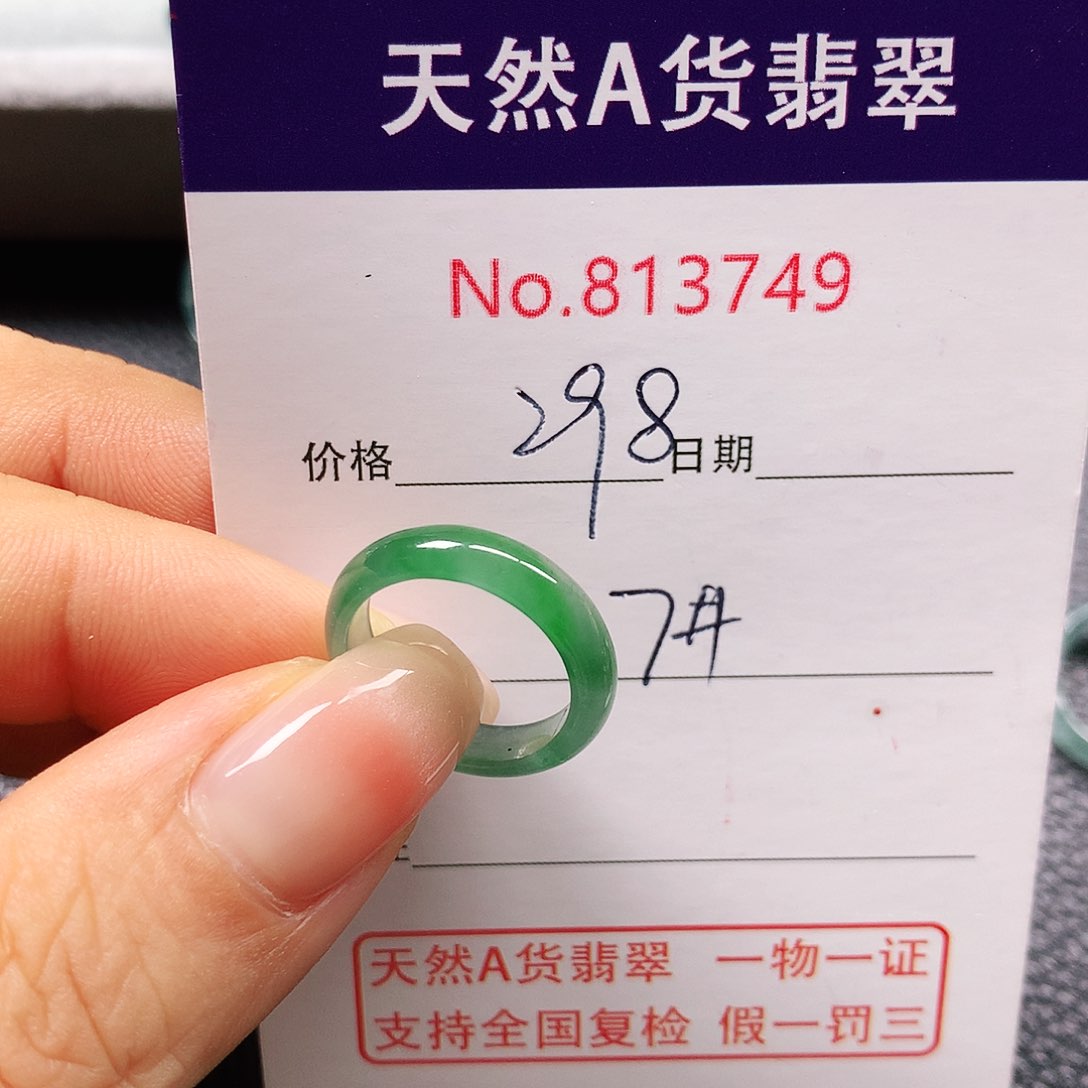 天然A货翡翠
No.813749
价格 298 日期
7#
天然A货翡翠 一物一证
支持全国复检 假一罚三